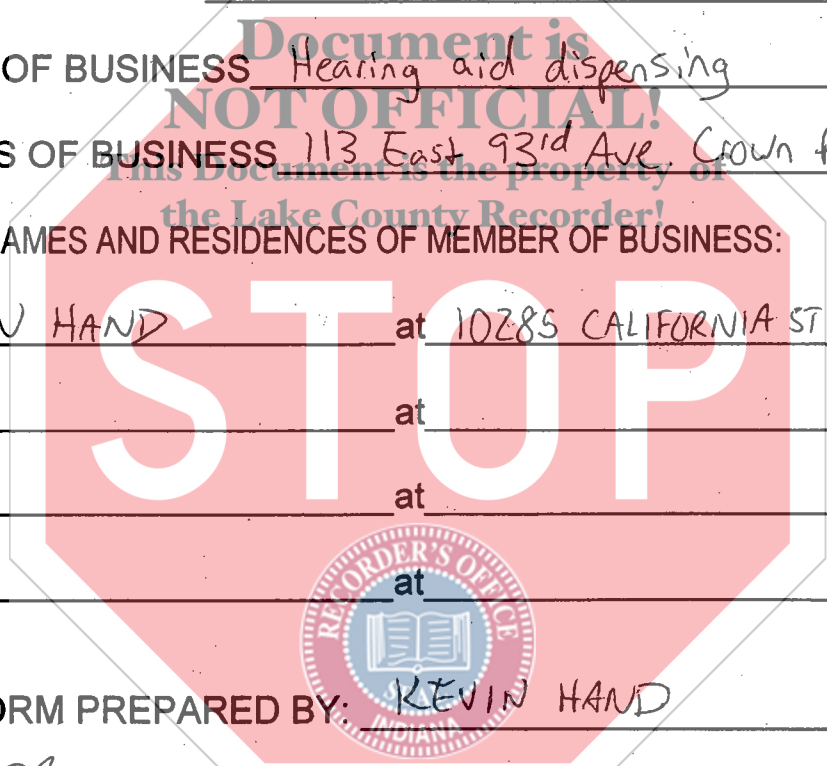 Document is
OF BUSINESS Hearing aid dispensing
NOT OFFICIAL!
S OF BUSINESS 113 East 93rd Ave. Crown
This Document is the property of
the Lake County Recorder!
AMES AND RESIDENCES OF MEMBER OF BUSINESS:
HAND at 10285 CALIFORNIA ST
STOP
at
at
at
RECORDER'S OFFICE
SEAL
INDIANA
ORM PREPARED BY: KEVIN HAND